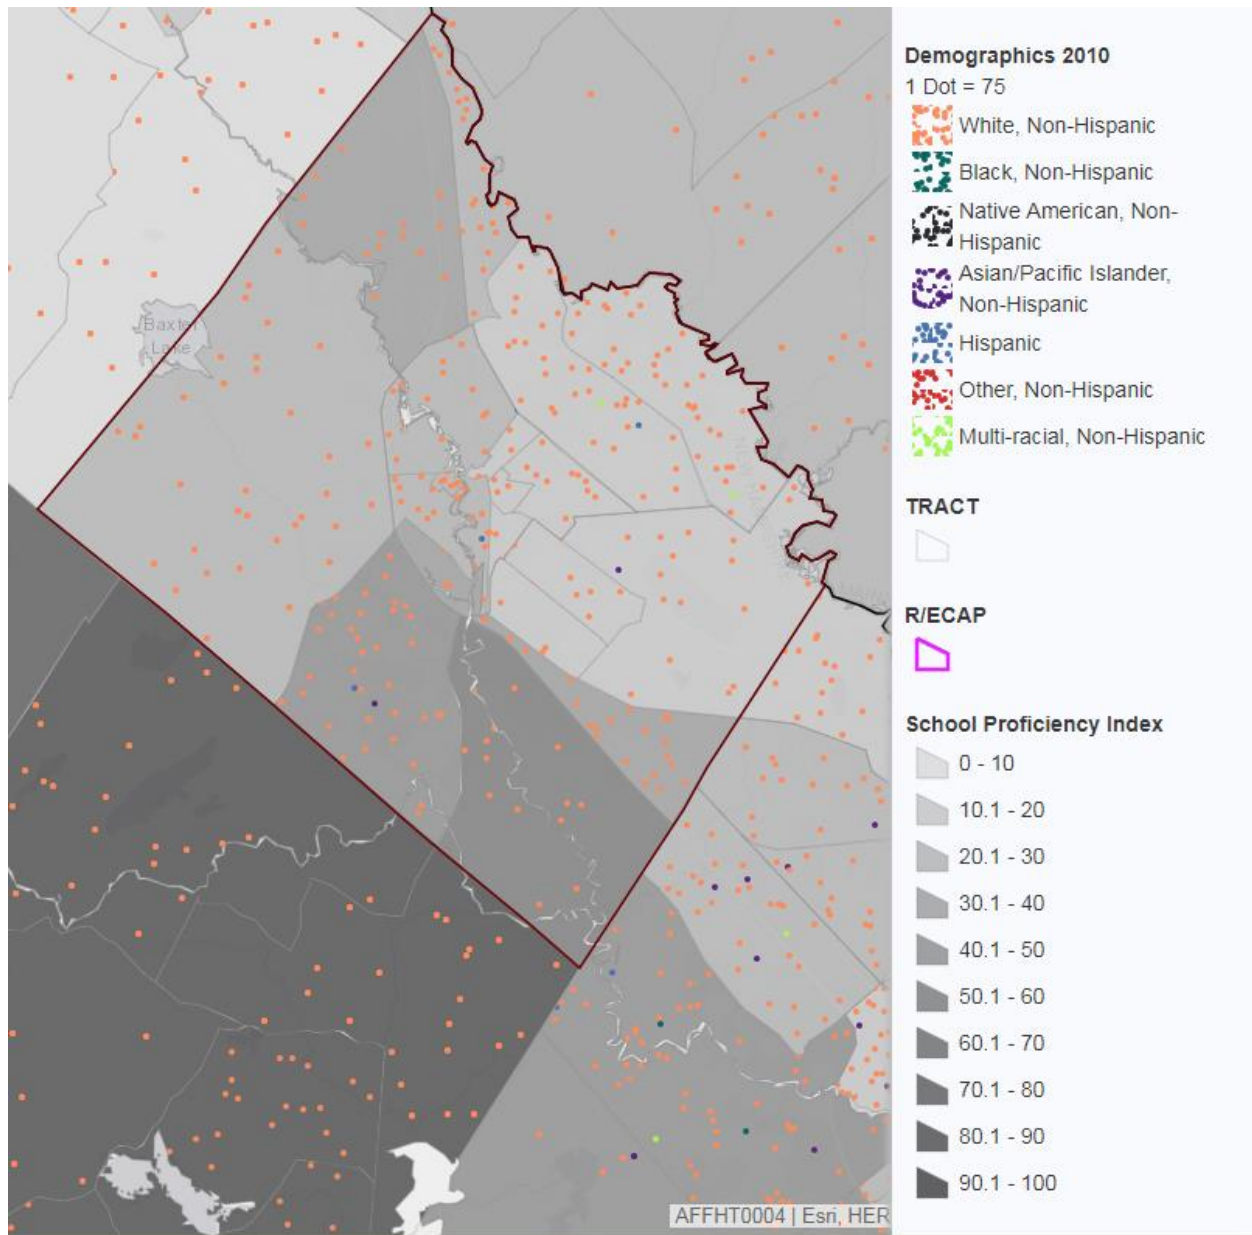 Baxter
Lake
AFFHT0004 | Esri, HER
Demographics 2010
1 Dot = 75
White, Non-Hispanic
Black, Non-Hispanic
Native American, Non-
Hispanic
Asian/Pacific Islander,
Non-Hispanic
Hispanic
Other, Non-Hispanic
Multi-racial, Non-Hispanic
TRACT
R/ECAP
School Proficiency Index
0 - 10
10.1 - 20
20.1 - 30
30.1 - 40
40.1 - 50
50.1 - 60
60.1 - 70
70.1 - 80
80.1 - 90
90.1 - 100